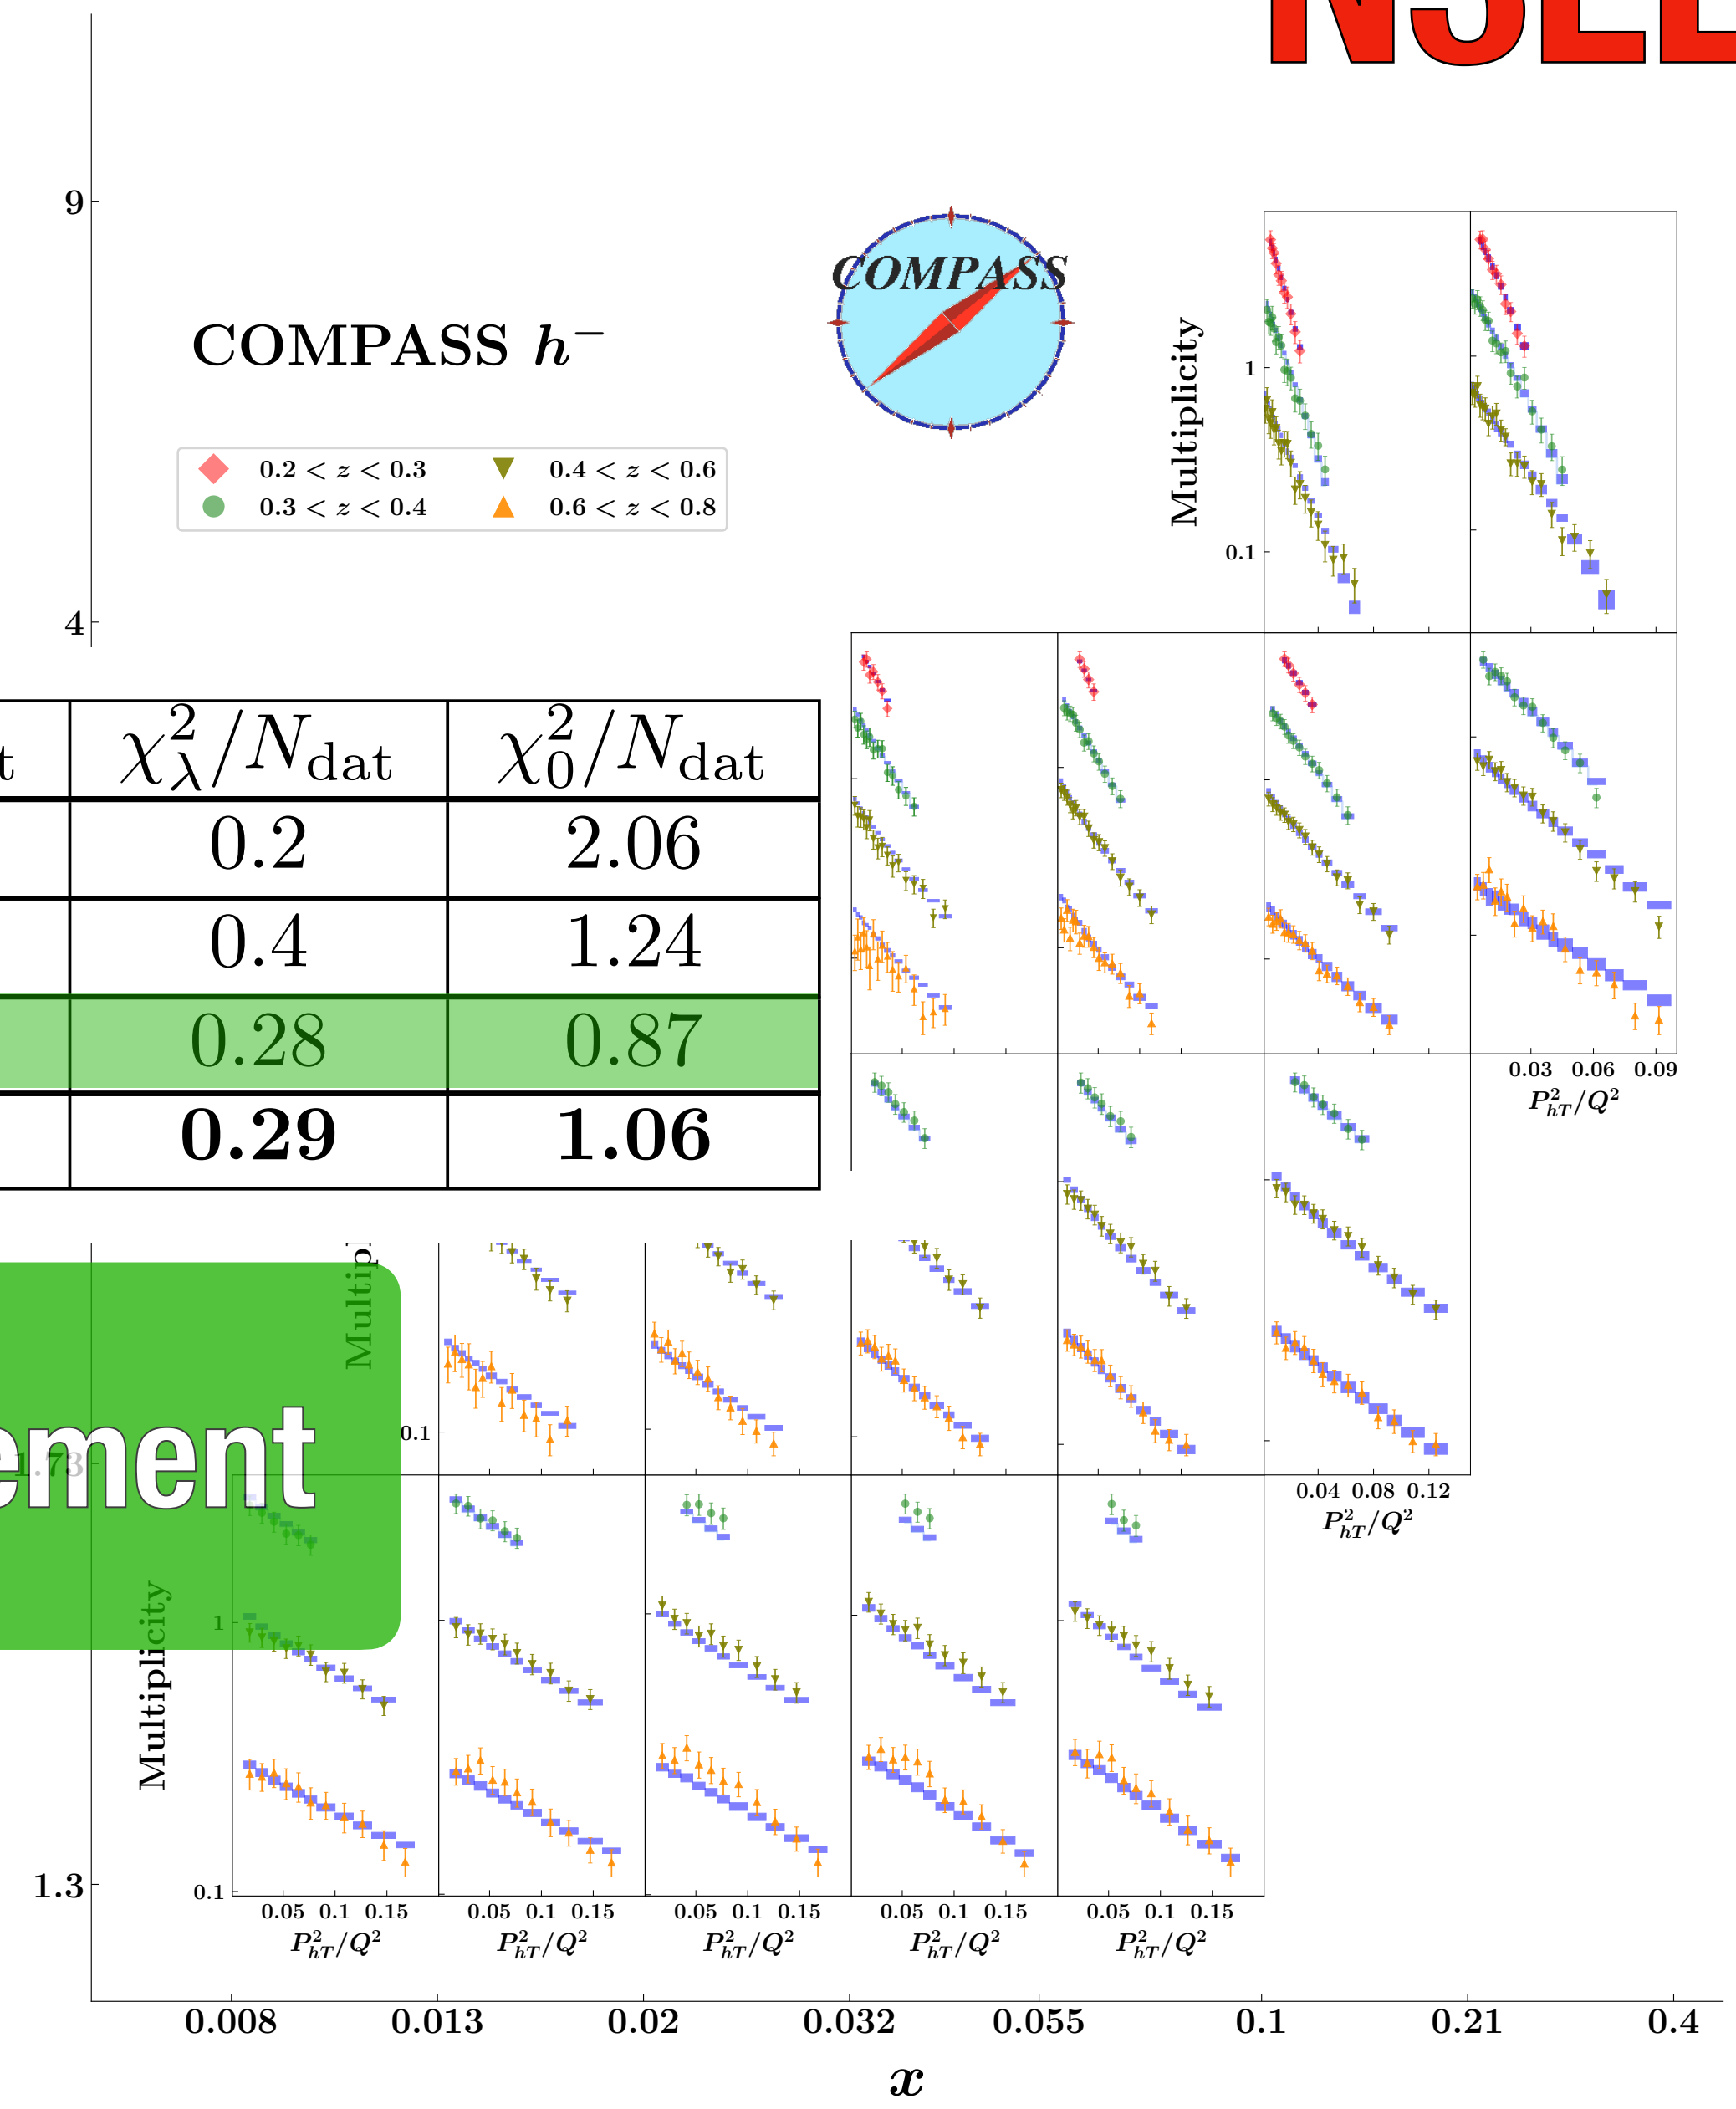 9
COMPASS
COMPASS h⁻
0.2 < z < 0.3 0.4 < z < 0.6
0.3 < z < 0.4 0.6 < z < 0.8
Multiplicity
1
0.1
4
χ²_λ/N_dat χ²_0/N_dat
0.2 2.06
0.4 1.24
0.28 0.87
0.29 1.06
0.03 0.06 0.09
P²_hT/Q²
0.1
ement
1.73
0.04 0.08 0.12
P²_hT/Q²
Multiplicity
1
0.1
1.3
0.05 0.1 0.15 0.05 0.1 0.15 0.05 0.1 0.15 0.05 0.1 0.15 0.05 0.1 0.15
P²_hT/Q² P²_hT/Q² P²_hT/Q² P²_hT/Q² P²_hT/Q²
0.008 0.013 0.02 0.032 0.055 0.1 0.21 0.4
x